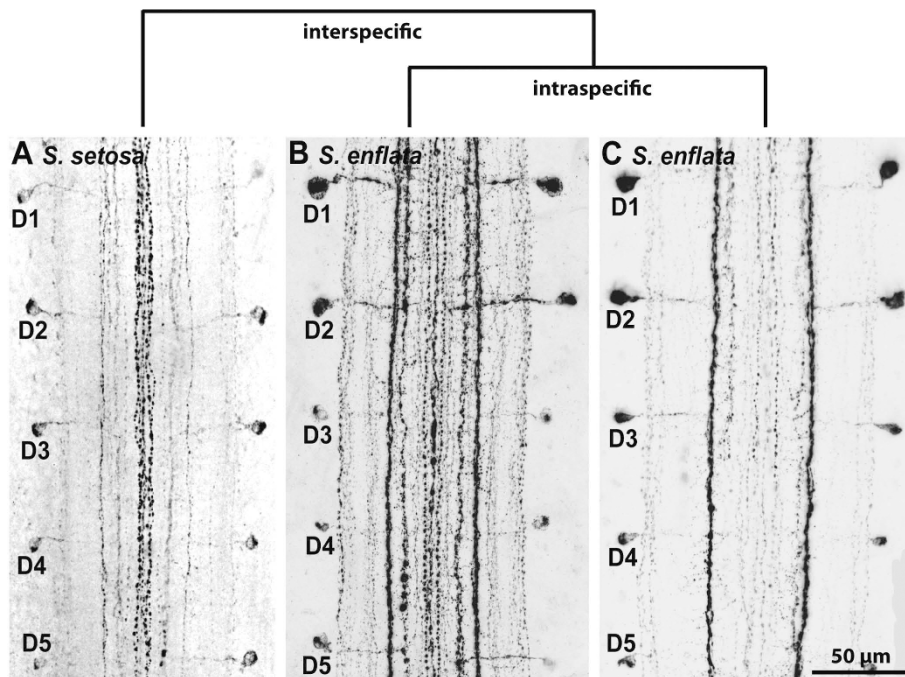 interspecific
intraspecific
A S. setosa
B S. enflata
C S. enflata
D1
D2
D3
D4
D5
D1
D2
D3
D4
D5
D1
D2
D3
D4
D5
50 µm